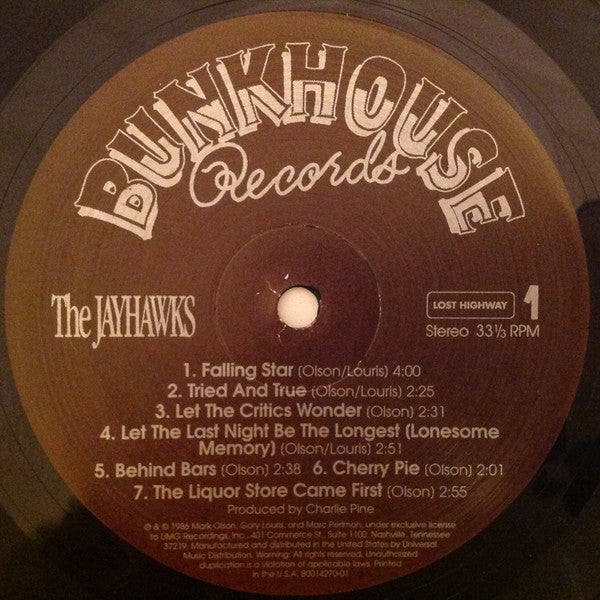 BUNKHOUSE
Records
The JAYHAWKS
LOST HIGHWAY 1
Stereo 33⅓ RPM
1. Falling Star (Olson/Louris) 4:00
2. Tried And True (Olson/Louris) 2:25
3. Let The Critics Wonder (Olson) 2:31
4. Let The Last Night Be The Longest (Lonesome
Memory) (Olson/Louris) 2:51
5. Behind Bars (Olson) 2:38 6. Cherry Pie (Olson) 2:01
7. The Liquor Store Came First (Olson) 2:55
Produced by Charlie Pine
℗ & © 1986 Mark Olson, Gary Louris, and Marc Perlman, under exclusive license
to UMG Recordings, Inc., 401 Commerce St., Suite 1100, Nashville, Tennessee
37219. Manufactured and distributed in the United States by Universal
Music Distribution. Warning: All rights reserved. Unauthorized
duplication is a violation of applicable laws. Printed
in the U.S.A. B0014270-01